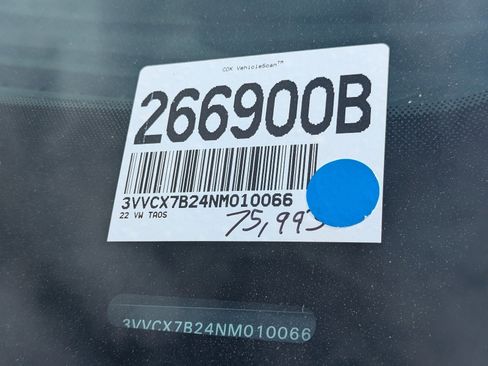 CDK VehicleScan™
266900B
3VVCX7B24NM010066
22 VW TAOS
75,993
3VVCX7B24NM010066